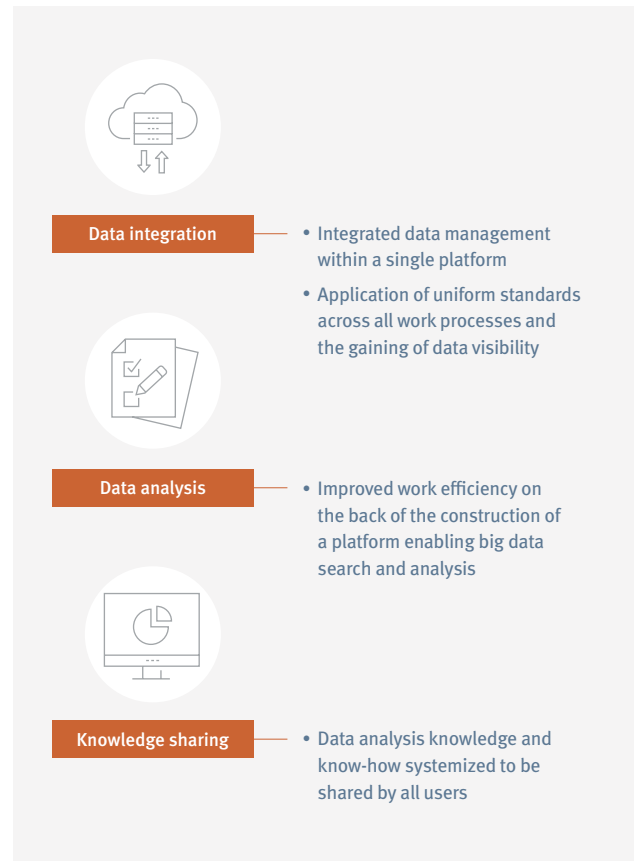 Data integration
• Integrated data management
within a single platform
• Application of uniform standards
across all work processes and
the gaining of data visibility
Data analysis
• Improved work efficiency on
the back of the construction of
a platform enabling big data
search and analysis
Knowledge sharing
• Data analysis knowledge and
know-how systemized to be
shared by all users